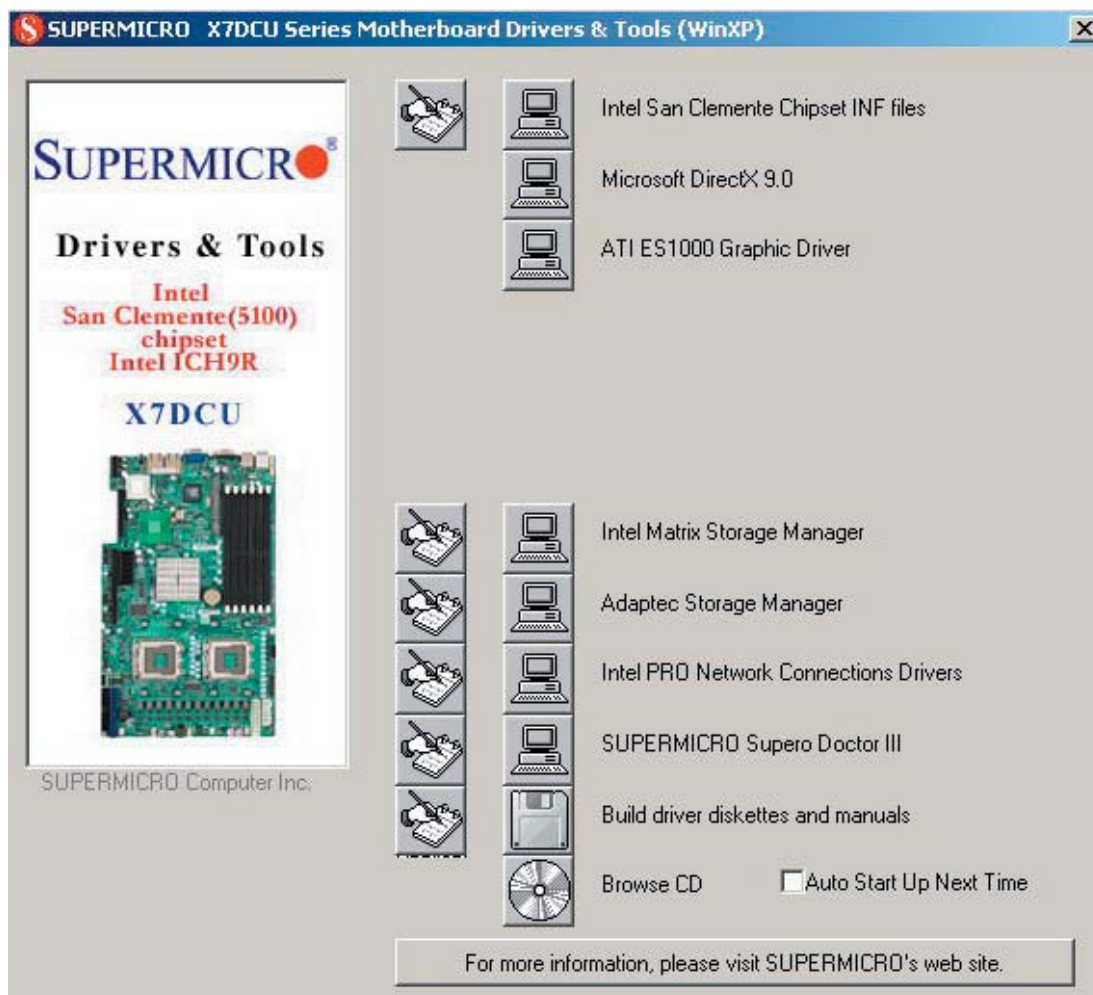 SUPERMICRO X7DCU Series Motherboard Drivers & Tools (WinXP)
SUPERMICRO®
Drivers & Tools
Intel
San Clemente(5100)
chipset
Intel ICH9R
X7DCU
SUPERMICRO Computer Inc.
Intel San Clemente Chipset INF files
Microsoft DirectX 9.0
ATI ES1000 Graphic Driver
Intel Matrix Storage Manager
Adaptec Storage Manager
Intel PRO Network Connections Drivers
SUPERMICRO Supero Doctor III
Build driver diskettes and manuals
Browse CD
Auto Start Up Next Time
For more information, please visit SUPERMICRO's web site.